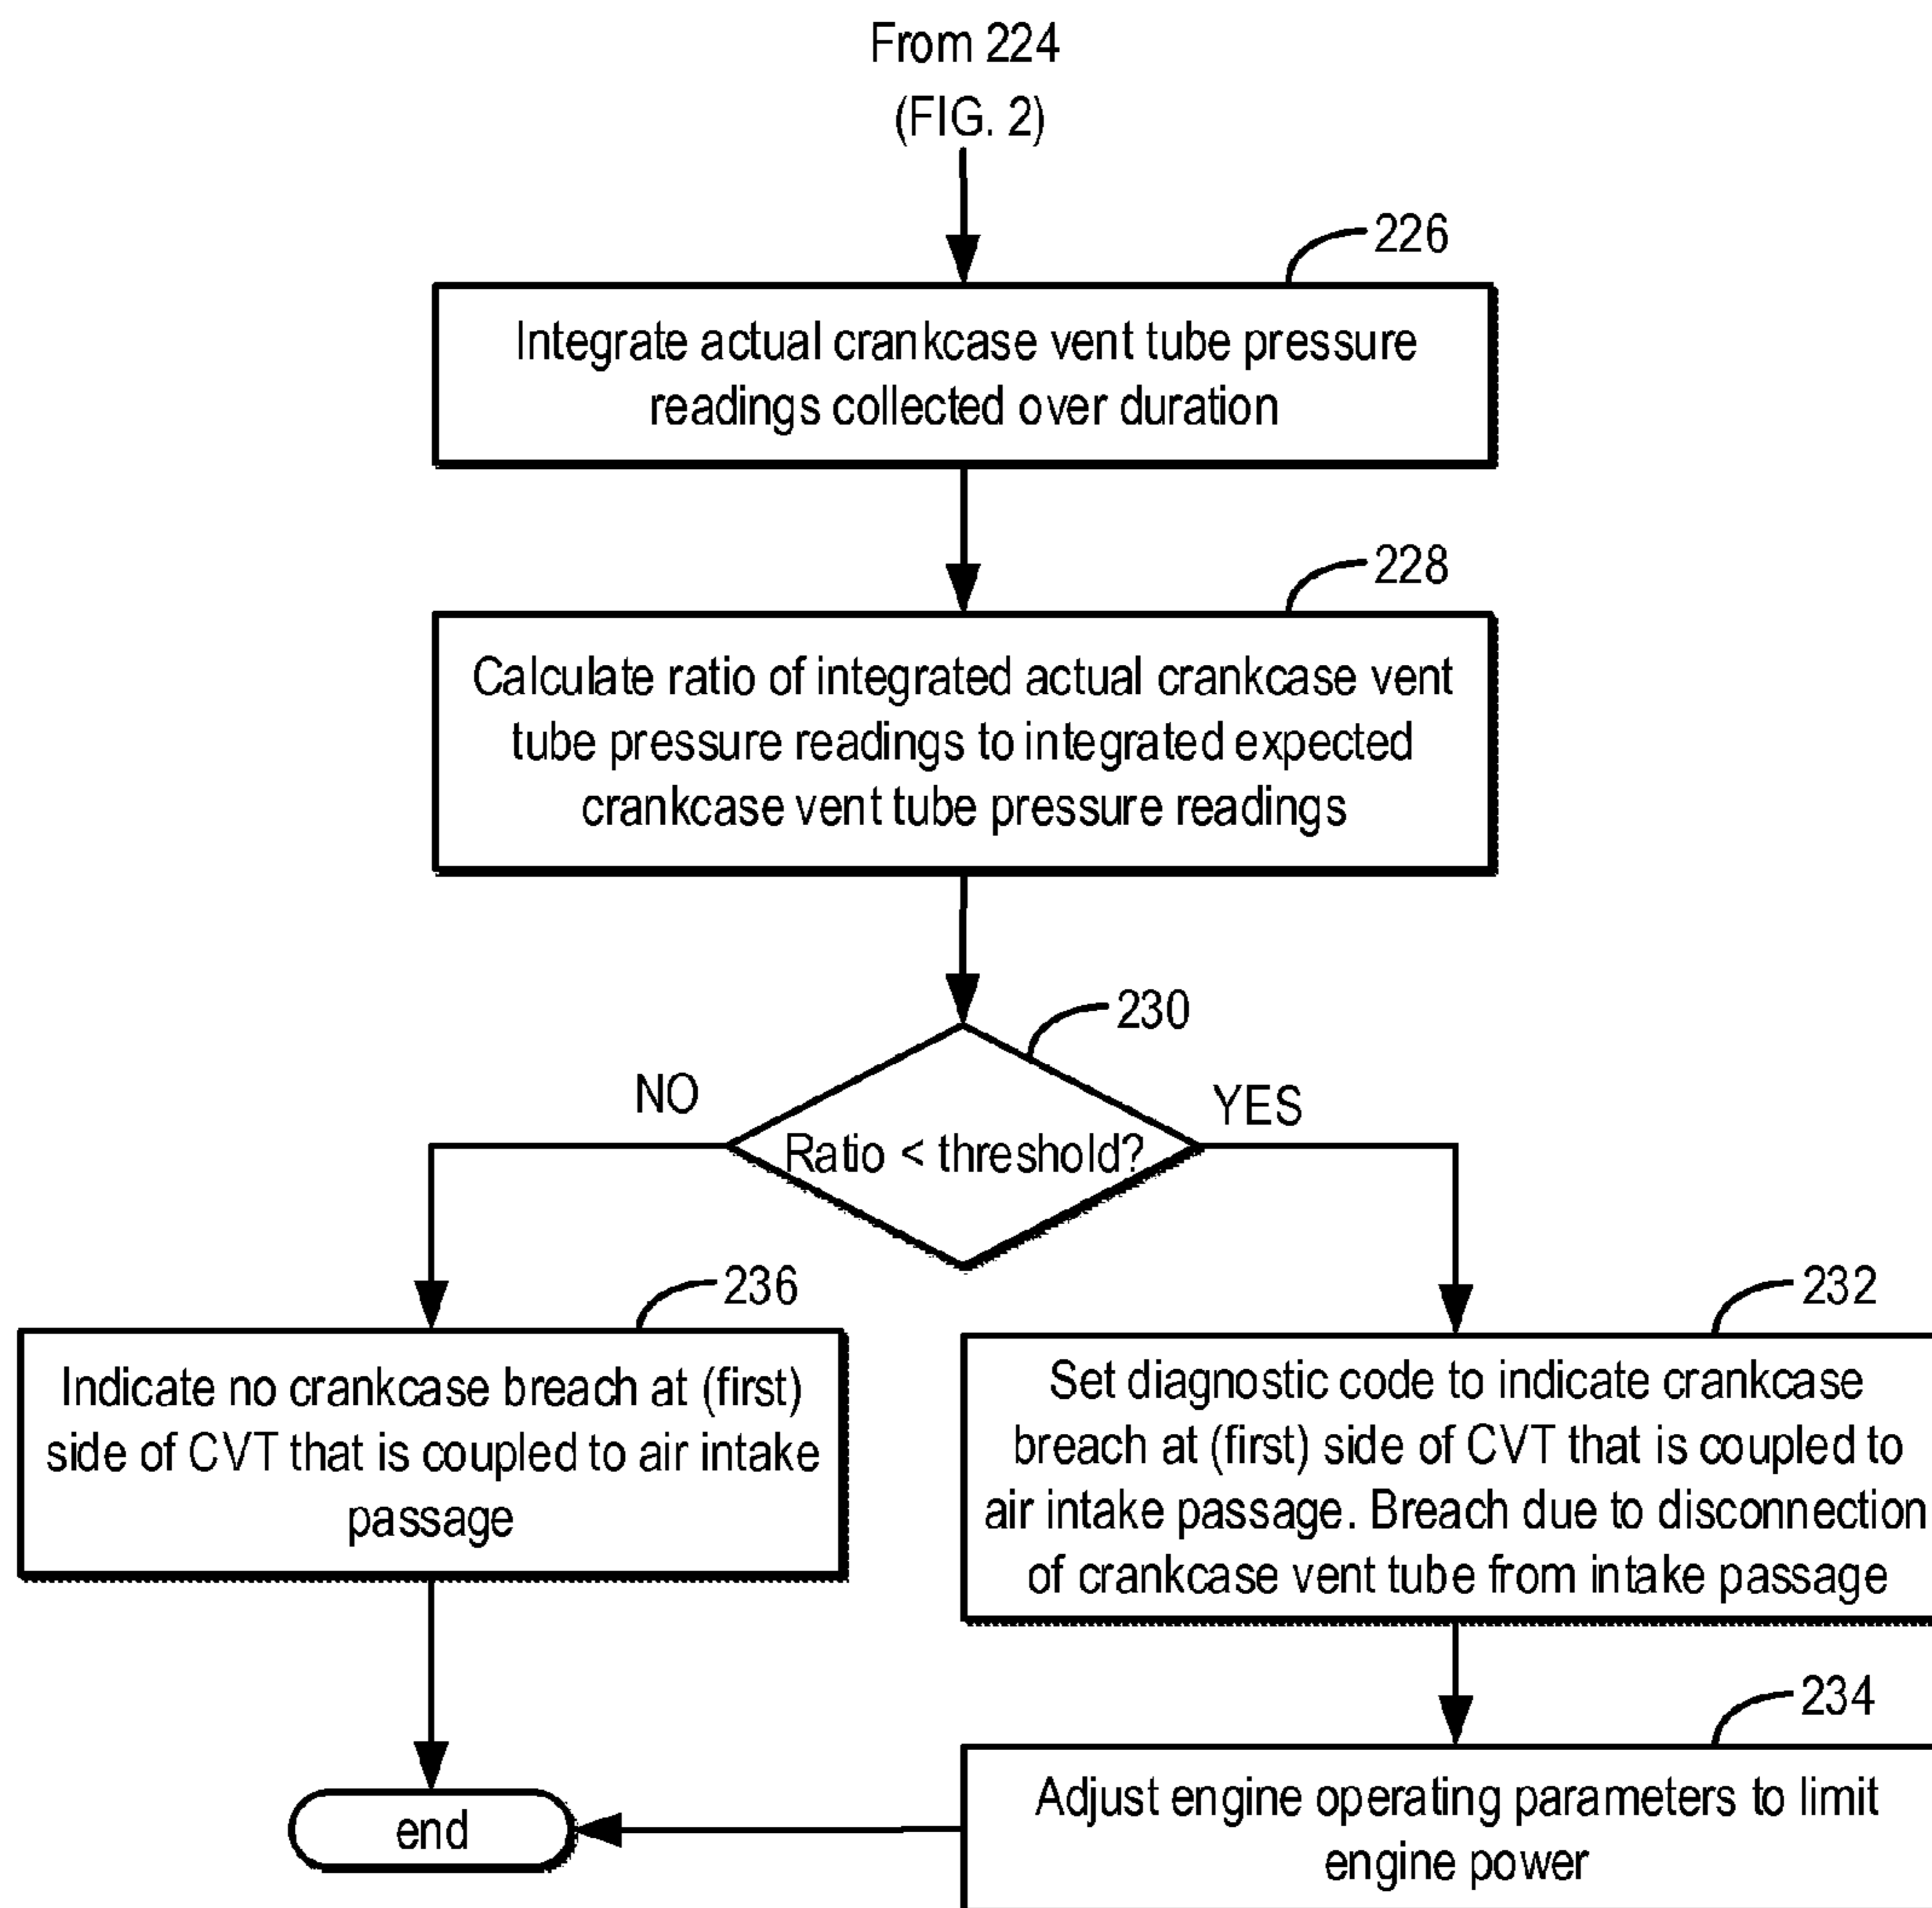 From 224
(FIG. 2)
226
Integrate actual crankcase vent tube pressure
readings collected over duration
228
Calculate ratio of integrated actual crankcase vent
tube pressure readings to integrated expected
crankcase vent tube pressure readings
230
NO
YES
Ratio < threshold?
236
232
Indicate no crankcase breach at (first)
side of CVT that is coupled to air intake
passage
Set diagnostic code to indicate crankcase
breach at (first) side of CVT that is coupled to
air intake passage. Breach due to disconnection
of crankcase vent tube from intake passage
234
Adjust engine operating parameters to limit
engine power
end